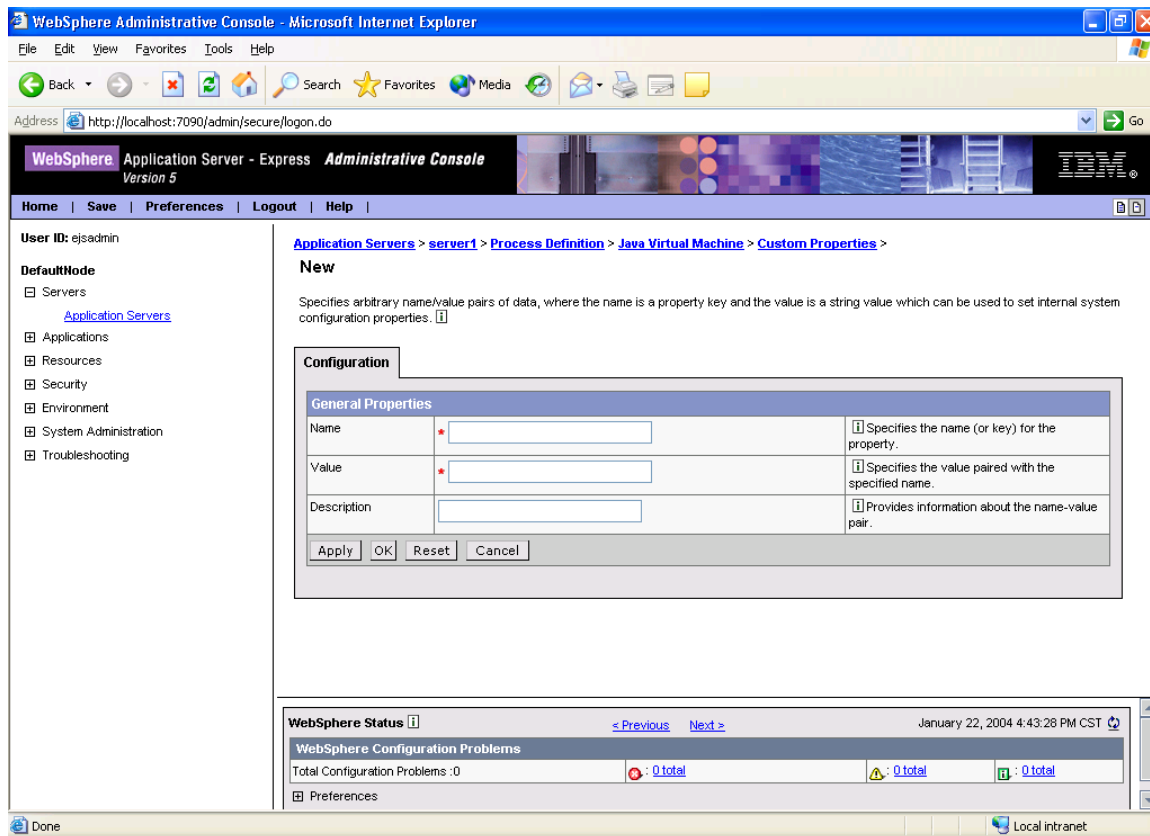 WebSphere Administrative Console - Microsoft Internet Explorer
File Edit View Favorites Tools Help
Back Search Favorites Media
Address http://localhost:7090/admin/secure/logon.do Go
WebSphere Application Server - Express Administrative Console
Version 5
IBM
Home | Save | Preferences | Logout | Help |
User ID: ejsadmin
DefaultNode
Servers
Application Servers
Applications
Resources
Security
Environment
System Administration
Troubleshooting
Application Servers > server1 > Process Definition > Java Virtual Machine > Custom Properties >
New
Specifies arbitrary name/value pairs of data, where the name is a property key and the value is a string value which can be used to set internal system
configuration properties. i
Configuration
General Properties
Name * i Specifies the name (or key) for the
property.
Value * i Specifies the value paired with the
specified name.
Description i Provides information about the name-value
pair.
Apply OK Reset Cancel
WebSphere Status i < Previous Next > January 22, 2004 4:43:28 PM CST
WebSphere Configuration Problems
Total Configuration Problems :0 : 0 total : 0 total : 0 total
Preferences
Done Local intranet